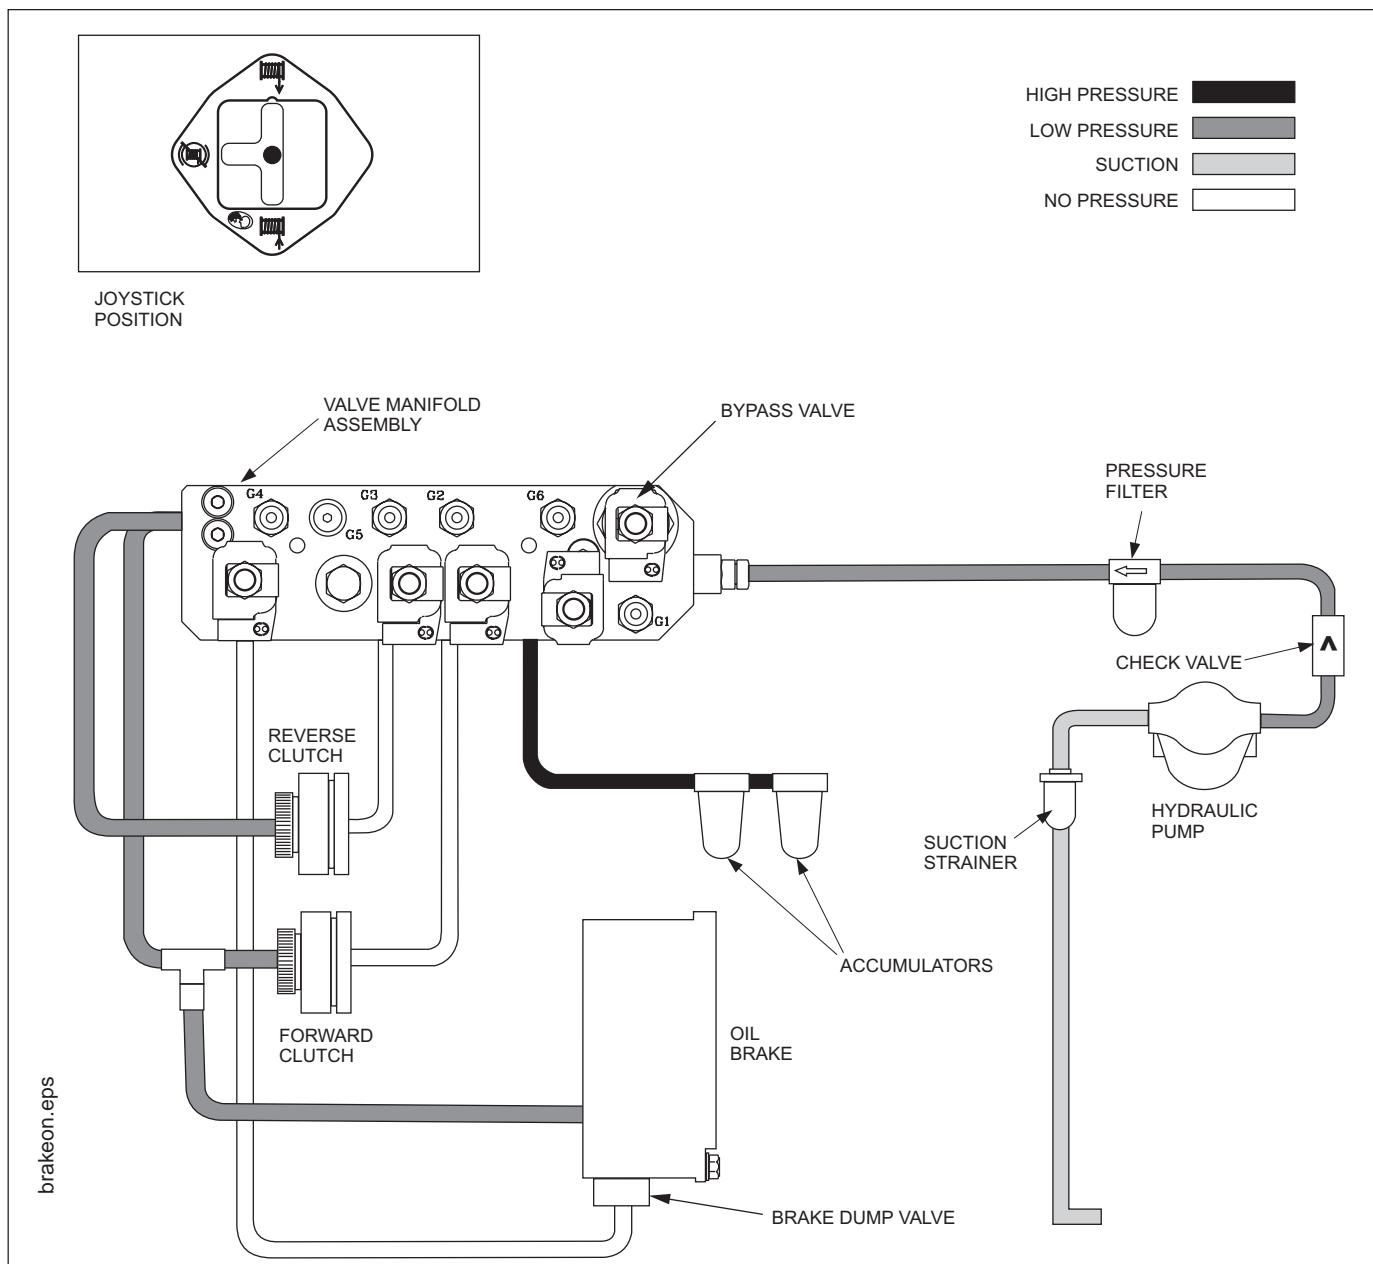 HIGH PRESSURE
LOW PRESSURE
SUCTION
NO PRESSURE
JOYSTICK
POSITION
VALVE MANIFOLD
ASSEMBLY
BYPASS VALVE
PRESSURE
FILTER
G4
G3
G2
G6
G5
G1
CHECK VALVE
REVERSE
CLUTCH
HYDRAULIC
PUMP
SUCTION
STRAINER
ACCUMULATORS
FORWARD
CLUTCH
OIL
BRAKE
brakeon.eps
BRAKE DUMP VALVE